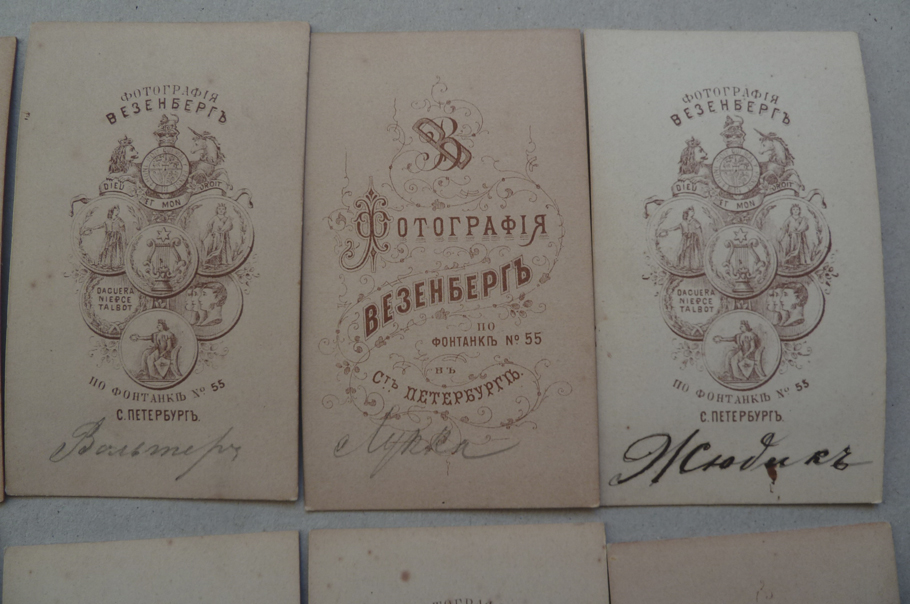 ФОТОГРАФІЯ
ВЕЗЕНБЕРГЪ
DIEU ET MON DROIT
DAGUERA
NIEPCE
TALBOT
ПО ФОНТАНКѢ № 55
С. ПЕТЕРБУРГЪ.
Вольтеръ
ФОТОГРАФІЯ
ВЕЗЕНБЕРГЪ
ПО
ФОНТАНКѢ № 55
ВЪ
СТЪ ПЕТЕРБУРГѢ.
ФОТОГРАФІЯ
ВЕЗЕНБЕРГЪ
DIEU ET MON DROIT
DAGUERA
NIEPCE
TALBOT
ПО ФОНТАНКѢ № 55
С. ПЕТЕРБУРГЪ.
Жюдикъ